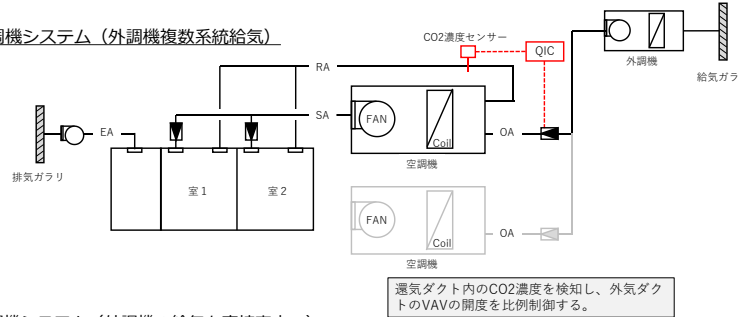 調機システム（外調機複数系統給気）
CO2濃度センサー
QIC
外調機
給気ガラ
RA
SA
FAN
Coil
OA
空調機
EA
排気ガラリ
室1
室2
FAN
Coil
OA
空調機
還気ダクト内のCO2濃度を検知し、外気ダク
トのVAVの開度を比例制御する。